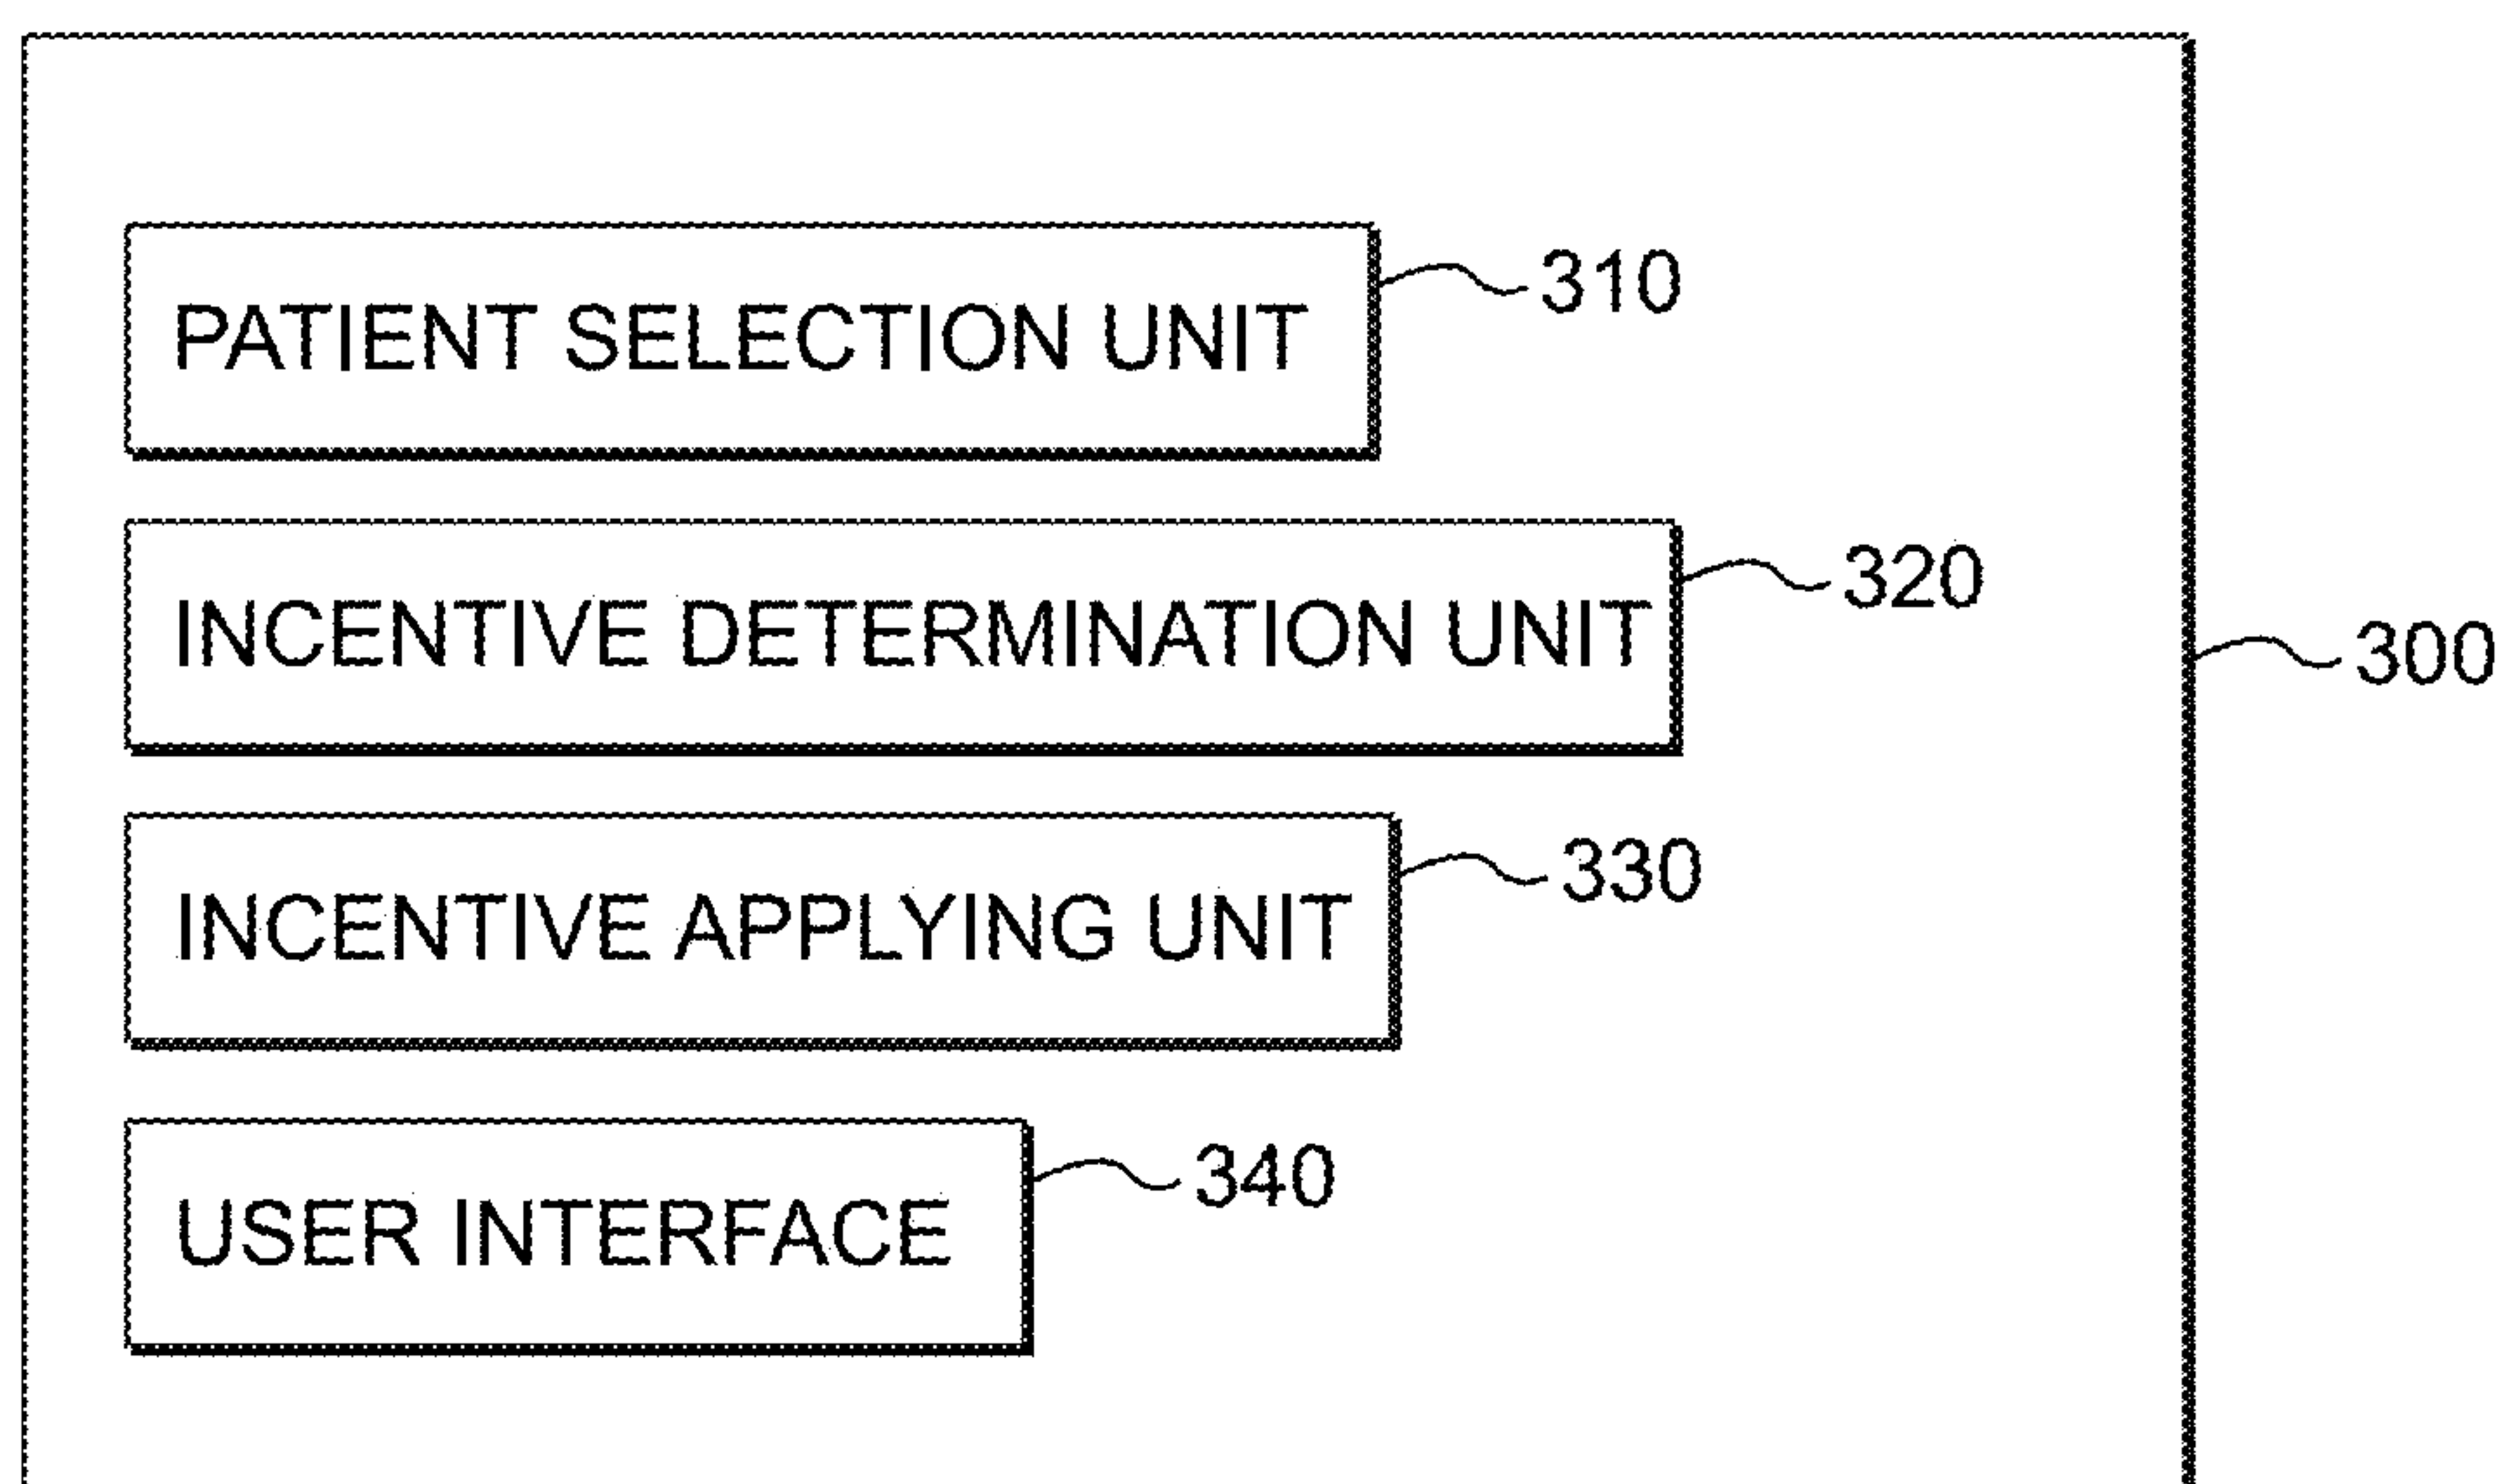 310
PATIENT SELECTION UNIT
320
INCENTIVE DETERMINATION UNIT
300
330
INCENTIVE APPLYING UNIT
340
USER INTERFACE